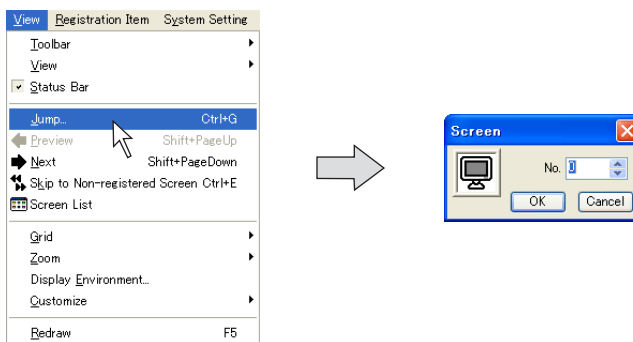 View Registration Item System Setting
Toolbar
View
Status Bar
Jump... Ctrl+G
Preview Shift+PageUp
Next Shift+PageDown
Skip to Non-registered Screen Ctrl+E
Screen List
Grid
Zoom
Display Environment...
Customize
Redraw F5
Screen
No. 0
OK Cancel